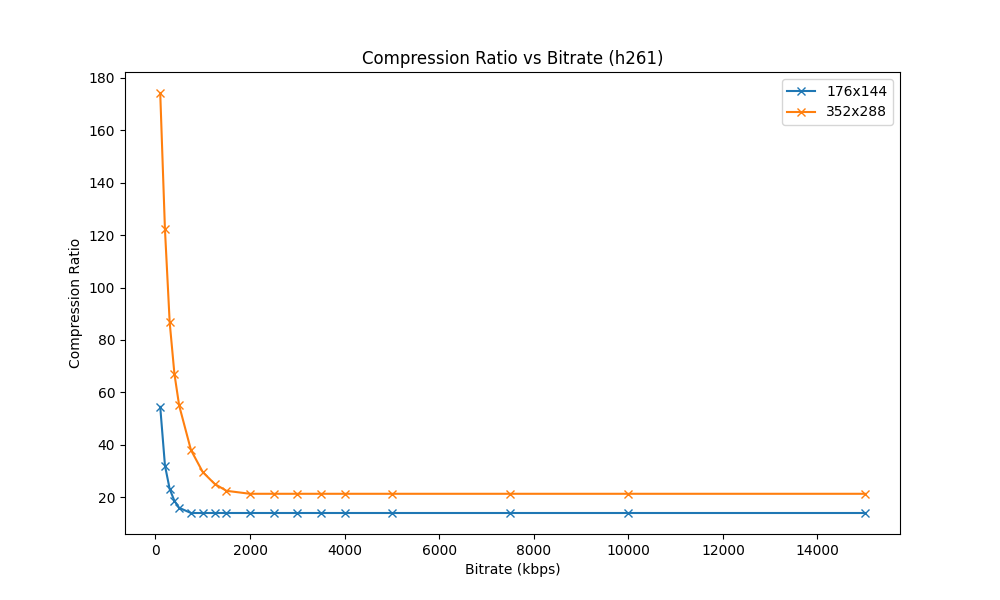 Compression Ratio vs Bitrate (h261)
180
160
140
120
100
80
60
40
20
Compression Ratio
176x144
352x288
0 2000 4000 6000 8000 10000 12000 14000
Bitrate (kbps)